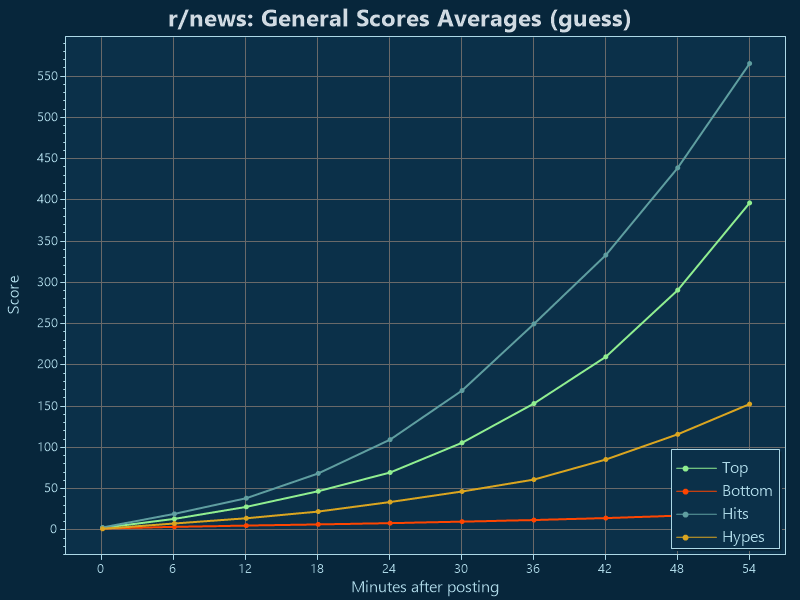 r/news: General Scores Averages (guess)
550
500
450
400
350
300
250
200
150
100
50
0
Score
0 6 12 18 24 30 36 42 48 54
Minutes after posting
Top
Bottom
Hits
Hypes